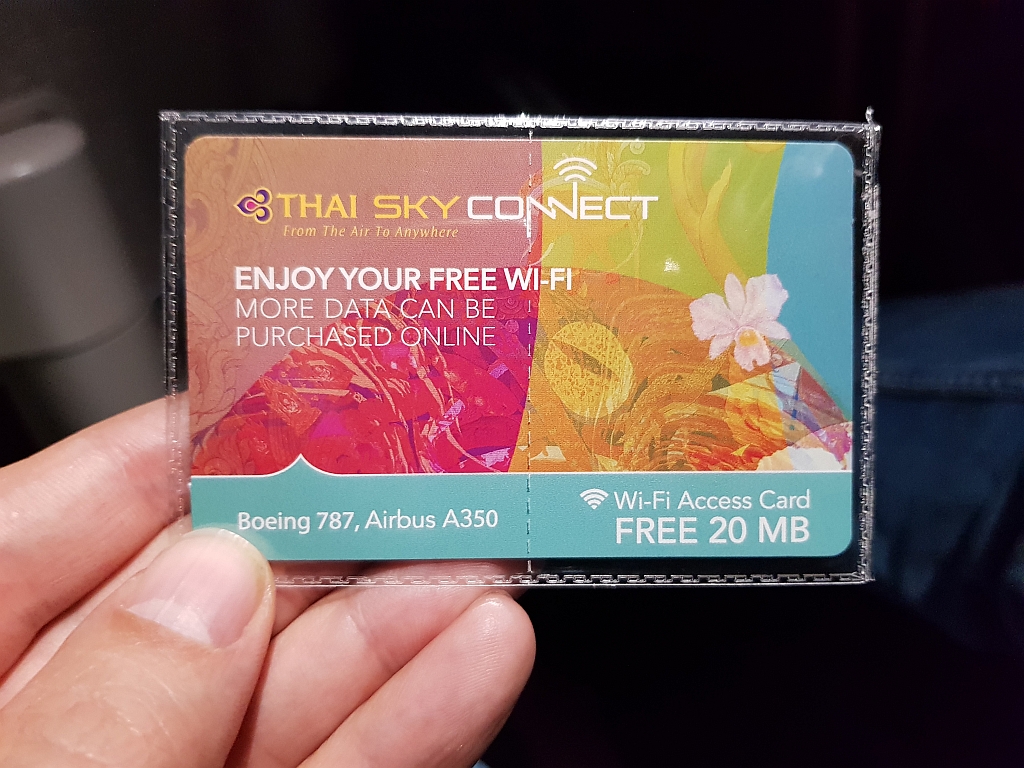 THAI SKY CONNECT
From The Air To Anywhere
ENJOY YOUR FREE WI-FI
MORE DATA CAN BE
PURCHASED ONLINE
Boeing 787, Airbus A350
Wi-Fi Access Card
FREE 20 MB